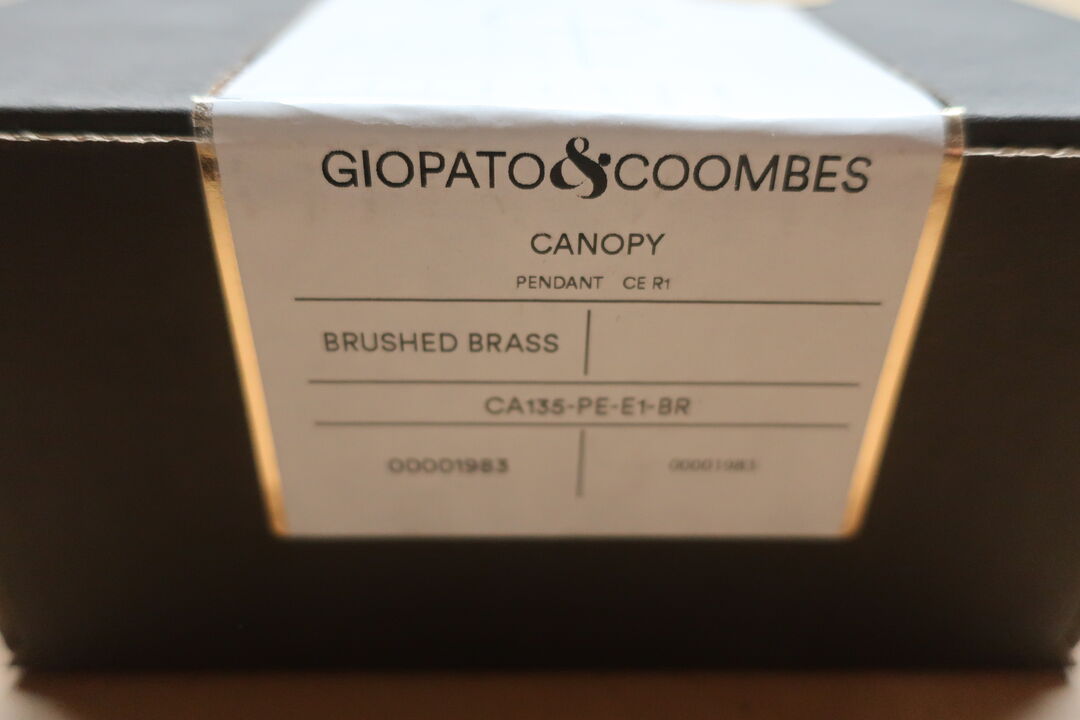 GIOPATO&COOMBES
CANOPY
PENDANT CE R1
BRUSHED BRASS
CA135-PE-E1-BR
00001983 00001983